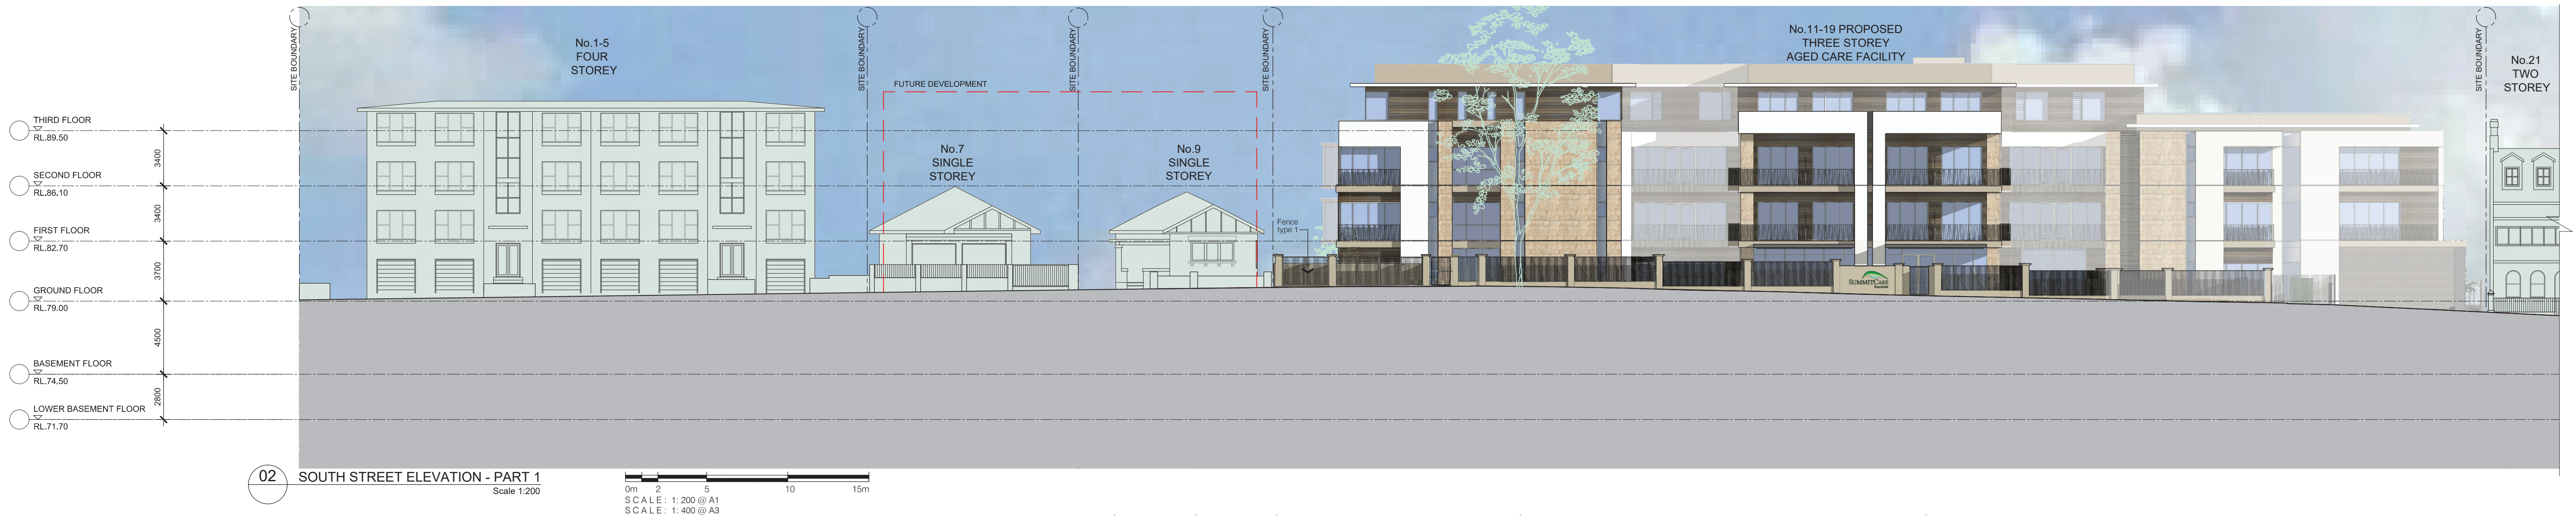 No.1-5
FOUR
STOREY
SITE BOUNDARY
SITE BOUNDARY
FUTURE DEVELOPMENT
SITE BOUNDARY
SITE BOUNDARY
No.11-19 PROPOSED
THREE STOREY
AGED CARE FACILITY
SITE BOUNDARY
No.21
TWO
STOREY
No.7
SINGLE
STOREY
No.9
SINGLE
STOREY
Fence
type 1
SUMMITCARE
THIRD FLOOR
RL.89.50
3400
SECOND FLOOR
RL.86.10
3400
FIRST FLOOR
RL.82.70
3700
GROUND FLOOR
RL.79.00
4500
BASEMENT FLOOR
RL.74.50
2800
LOWER BASEMENT FLOOR
RL.71.70
02
SOUTH STREET ELEVATION - PART 1
Scale 1:200
0m 2 5 10 15m
SCALE: 1: 200 @ A1
SCALE: 1: 400 @ A3